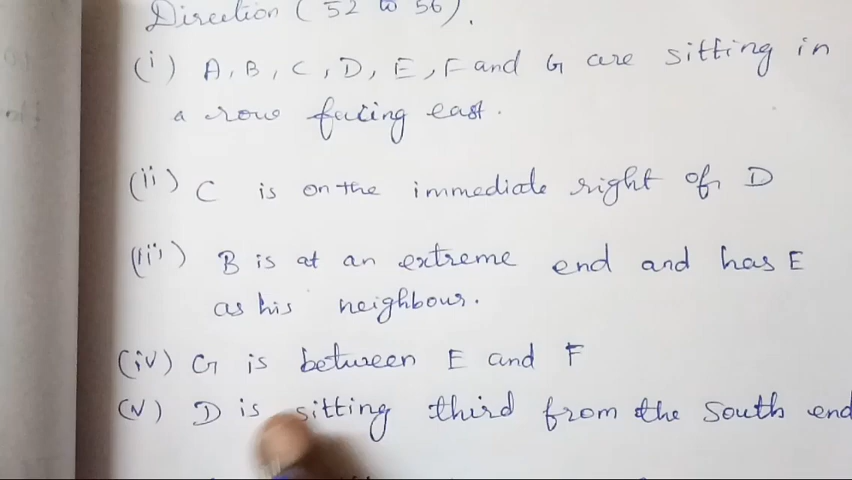 Direction (52 to 56).
(i) A, B, C, D, E, F and G are sitting in
a row facing east.
(ii) C is on the immediate right of D
(iii) B is at an extreme end and has E
as his neighbour.
(iv) G is between E and F
(v) D is sitting third from the south end